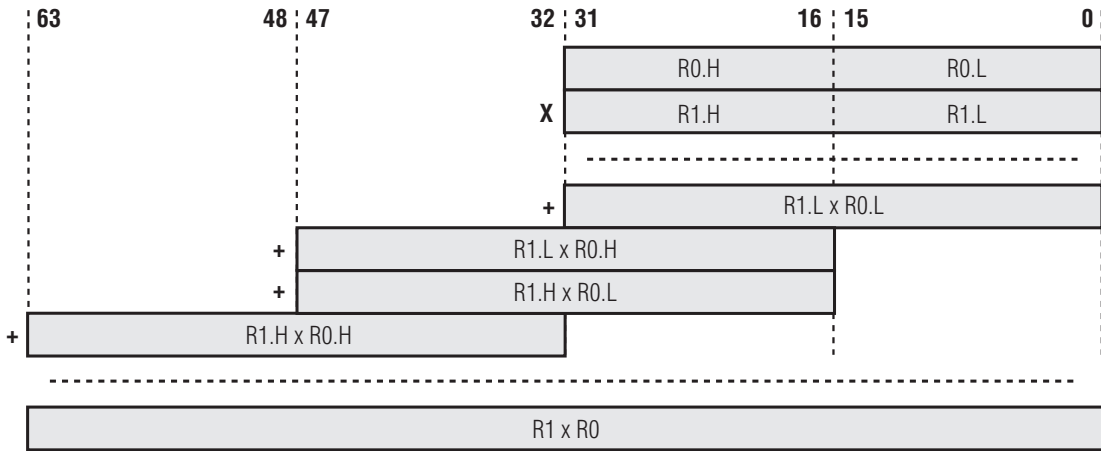 63 48 47 32 31 16 15 0
R0.H R0.L
X R1.H R1.L
+ R1.L x R0.L
+ R1.L x R0.H
+ R1.H x R0.L
+ R1.H x R0.H
R1 x R0